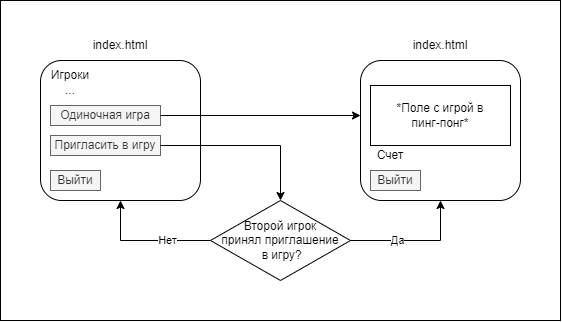 index.html
Игроки
...
Одиночная игра
Пригласить в игру
Выйти
index.html
*Поле с игрой в
пинг-понг*
Счет
Выйти
Второй игрок
принял приглашение
в игру?
Нет
Да